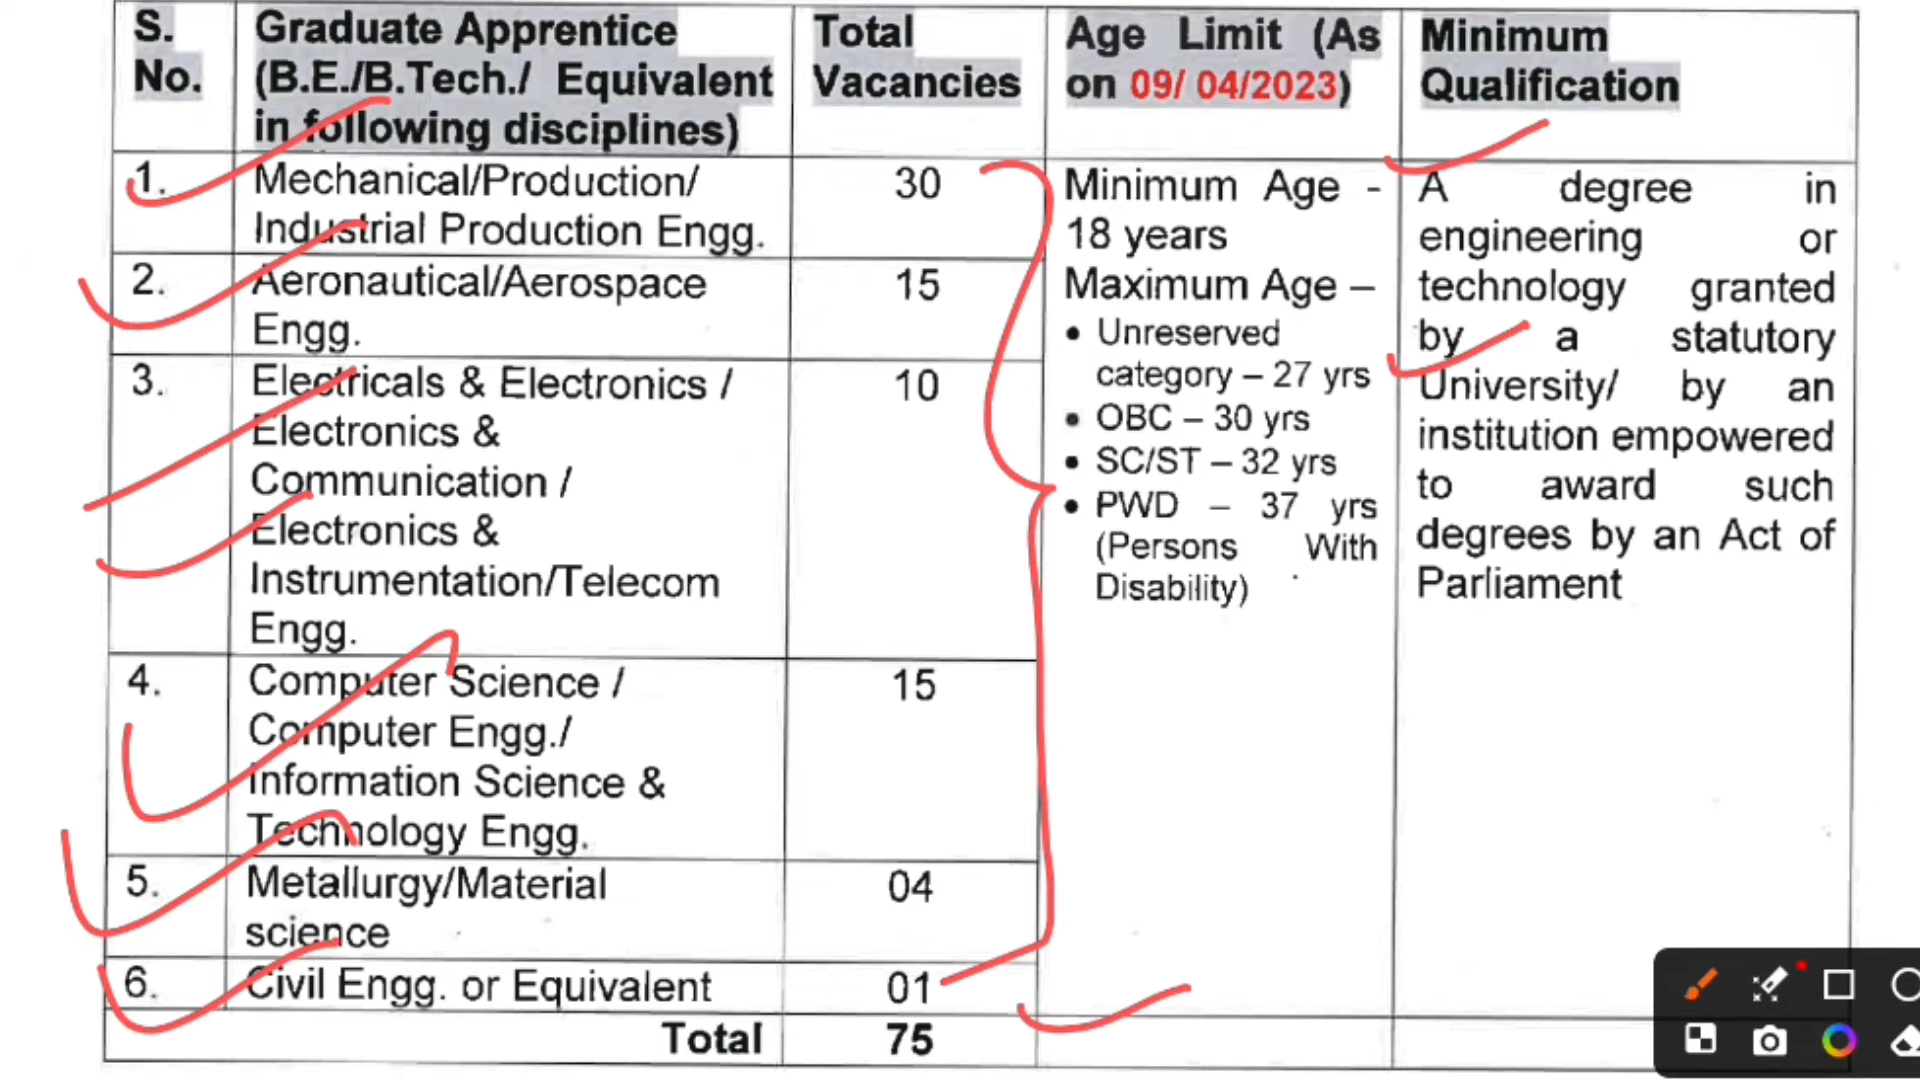 S. No.
Graduate Apprentice
(B.E./B.Tech./ Equivalent
in following disciplines)
Total
Vacancies
Age Limit (As
on 09/ 04/2023)
Minimum
Qualification
1.
Mechanical/Production/
Industrial Production Engg.
30
2.
Aeronautical/Aerospace
Engg.
15
3.
Electricals & Electronics /
Electronics &
Communication /
Electronics &
Instrumentation/Telecom
Engg.
10
4.
Computer Science /
Computer Engg./
Information Science &
Technology Engg.
15
5.
Metallurgy/Material
science
04
6.
Civil Engg. or Equivalent
01
Total
75
Minimum Age -
18 years
Maximum Age –
• Unreserved
category – 27 yrs
• OBC – 30 yrs
• SC/ST – 32 yrs
• PWD – 37 yrs
(Persons With
Disability)
A degree in
engineering or
technology granted
by a statutory
University/ by an
institution empowered
to award such
degrees by an Act of
Parliament